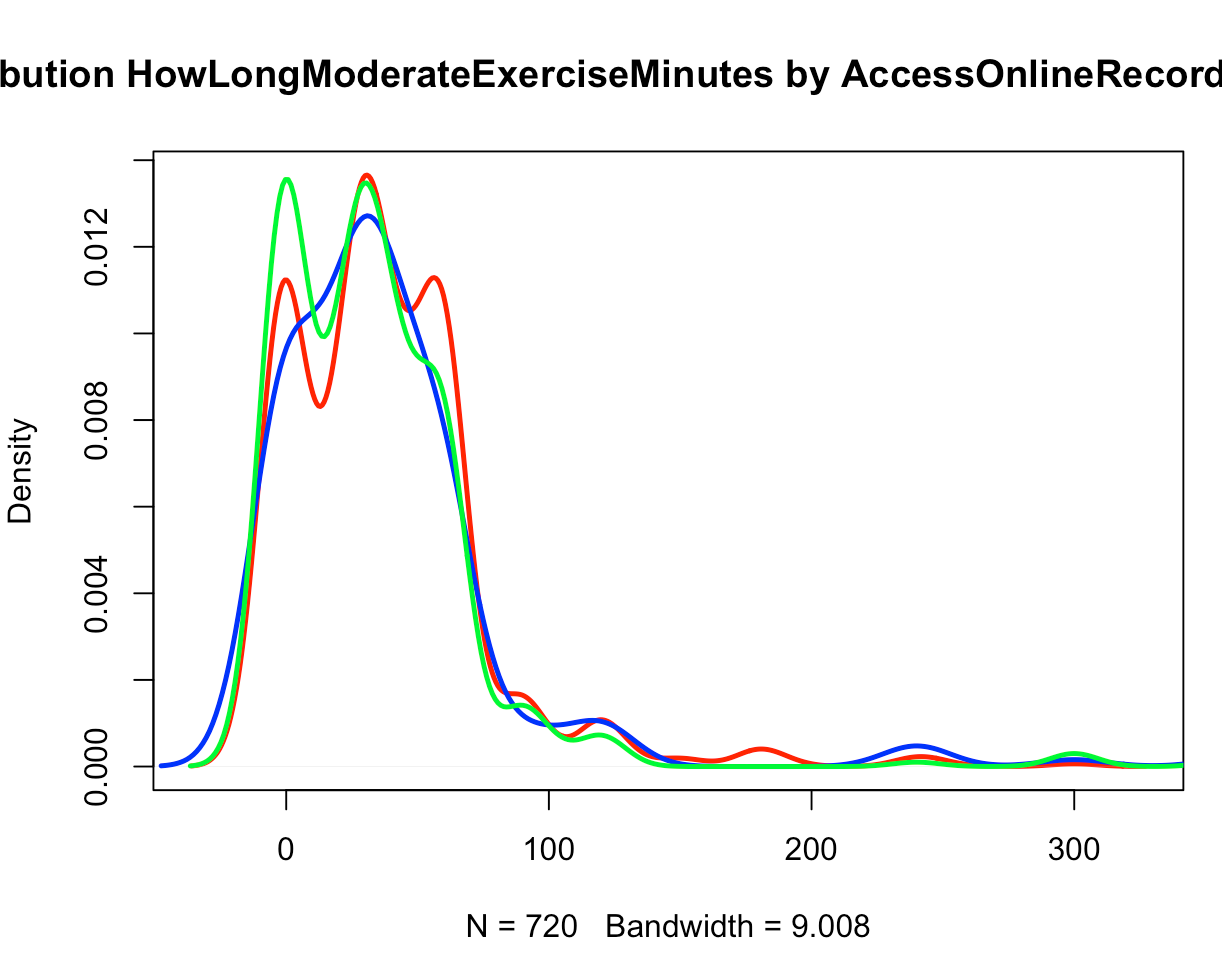 bution HowLongModerateExerciseMinutes by AccessOnlineRecord
Density
0.012
0.008
0.004
0.000
0 100 200 300
N = 720 Bandwidth = 9.008